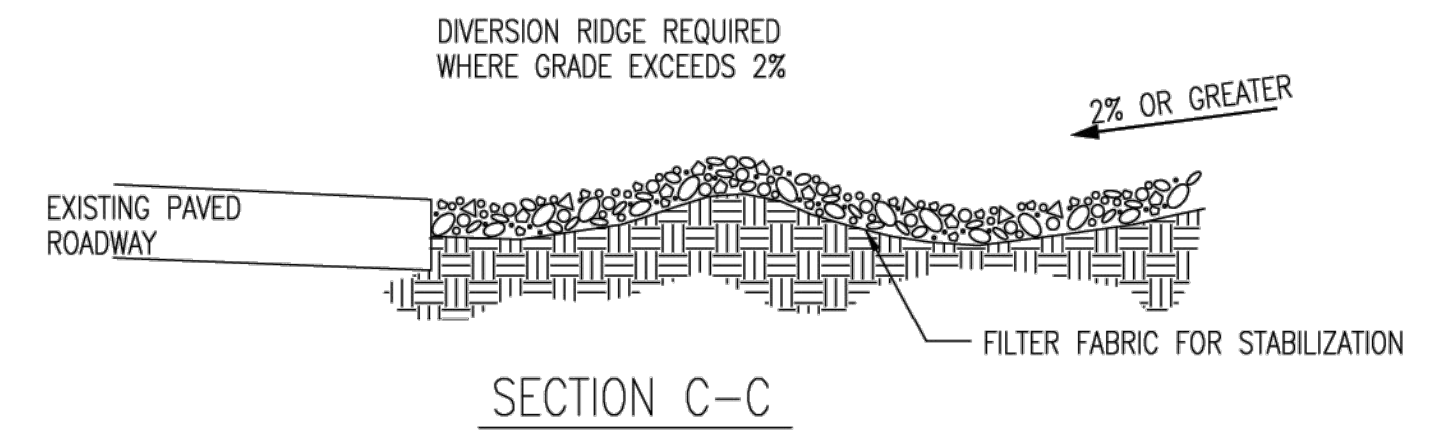 DIVERSION RIDGE REQUIRED
WHERE GRADE EXCEEDS 2%
2% OR GREATER
EXISTING PAVED
ROADWAY
FILTER FABRIC FOR STABILIZATION
SECTION C-C